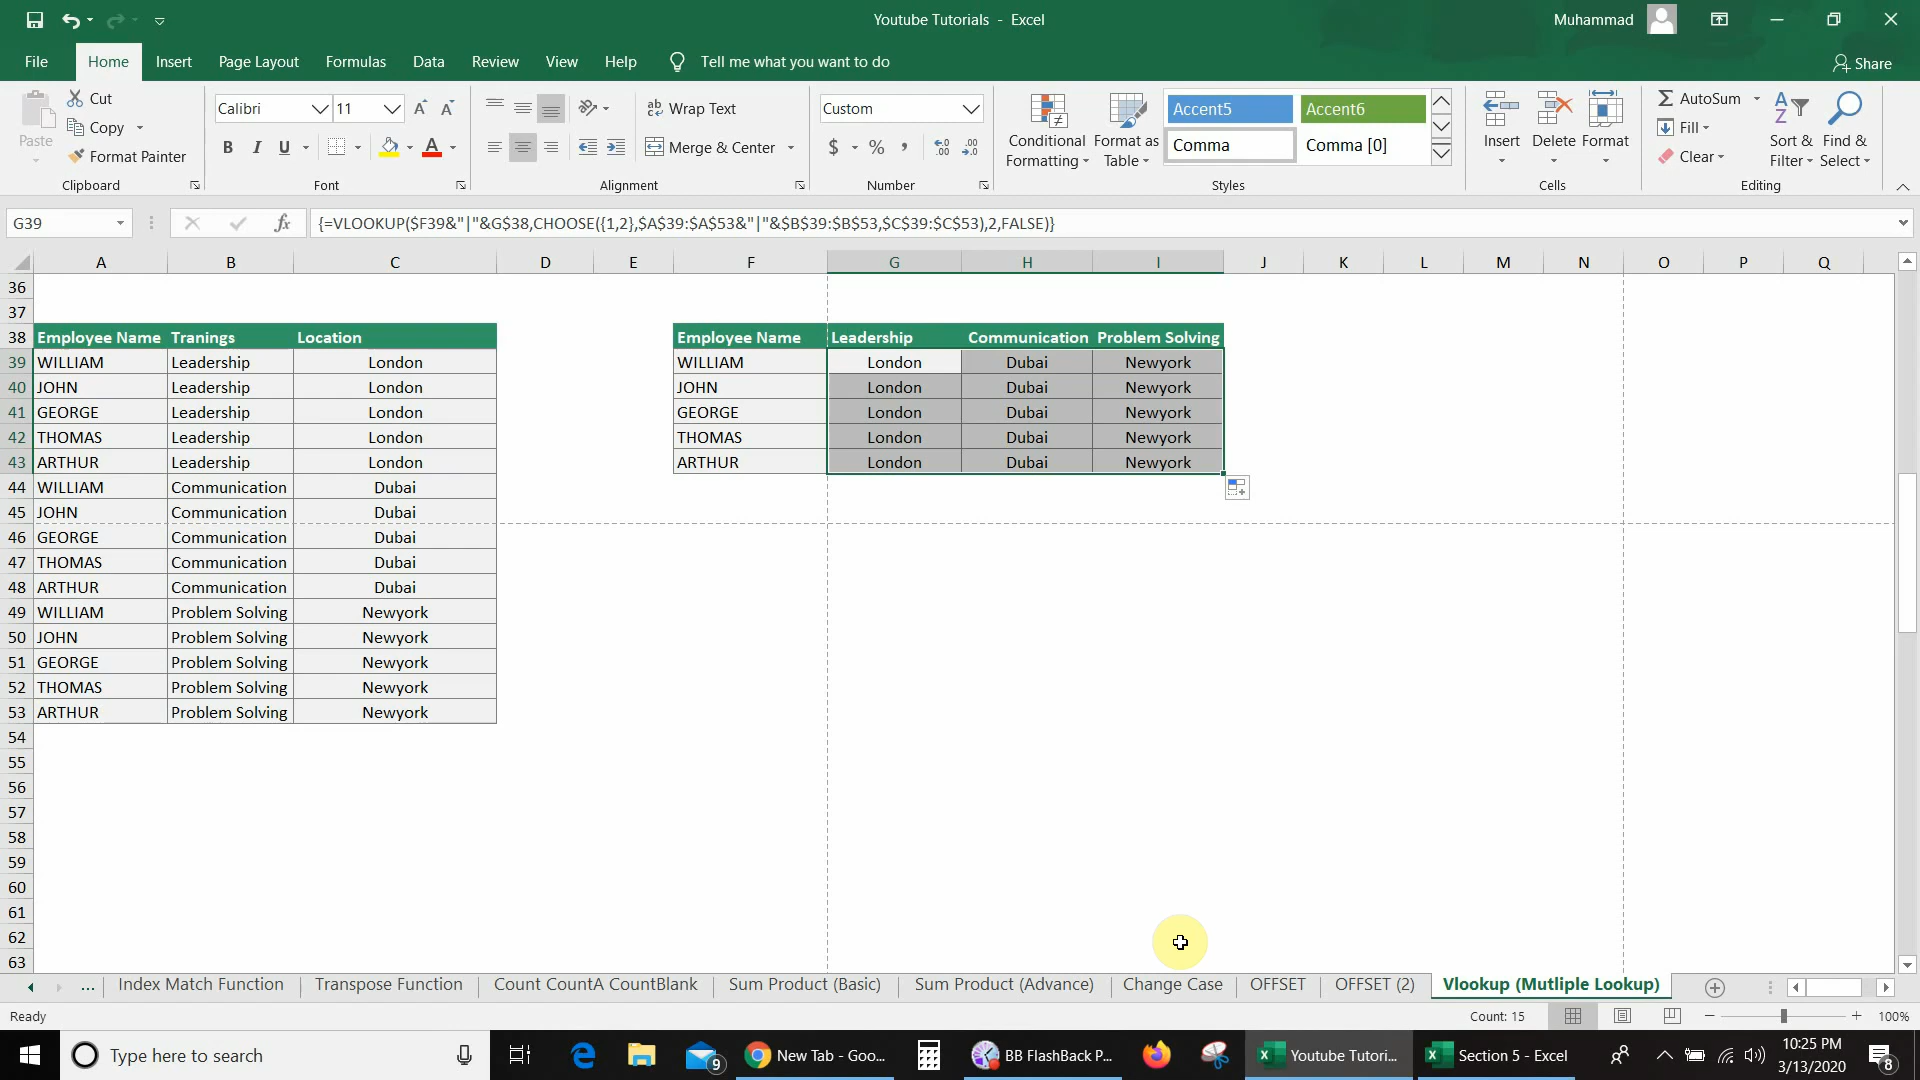 Youtube Tutorials - Excel
Muhammad
File Home Insert Page Layout Formulas Data Review View Help Tell me what you want to do Share
Paste Cut Copy Format Painter Clipboard
Calibri 11 B I U A Font
Wrap Text Merge & Center Alignment
Custom $ % , Number
Conditional Formatting Format as Table Accent5 Accent6 Comma Comma [0] Styles
Insert Delete Format Cells
AutoSum Fill Clear Sort & Filter Find & Select Editing
G39 fx {=VLOOKUP($F39&"|"&G$38,CHOOSE({1,2},$A$39:$A$53&"|"&$B$39:$B$53,$C$39:$C$53),2,FALSE)}
A B C D E F G H I J K L M N O P Q
36
37
38 Employee Name Tranings Location Employee Name Leadership Communication Problem Solving
39 WILLIAM Leadership London WILLIAM London Dubai Newyork
40 JOHN Leadership London JOHN London Dubai Newyork
41 GEORGE Leadership London GEORGE London Dubai Newyork
42 THOMAS Leadership London THOMAS London Dubai Newyork
43 ARTHUR Leadership London ARTHUR London Dubai Newyork
44 WILLIAM Communication Dubai
45 JOHN Communication Dubai
46 GEORGE Communication Dubai
47 THOMAS Communication Dubai
48 ARTHUR Communication Dubai
49 WILLIAM Problem Solving Newyork
50 JOHN Problem Solving Newyork
51 GEORGE Problem Solving Newyork
52 THOMAS Problem Solving Newyork
53 ARTHUR Problem Solving Newyork
54
55
56
57
58
59
60
61
62
63
... Index Match Function Transpose Function Count CountA CountBlank Sum Product (Basic) Sum Product (Advance) Change Case OFFSET OFFSET (2) Vlookup (Mutliple Lookup)
Ready Count: 15 100%
Type here to search 9 New Tab - Goo... BB FlashBack P... Youtube Tutori... Section 5 - Excel 10:25 PM
3/13/2020 8